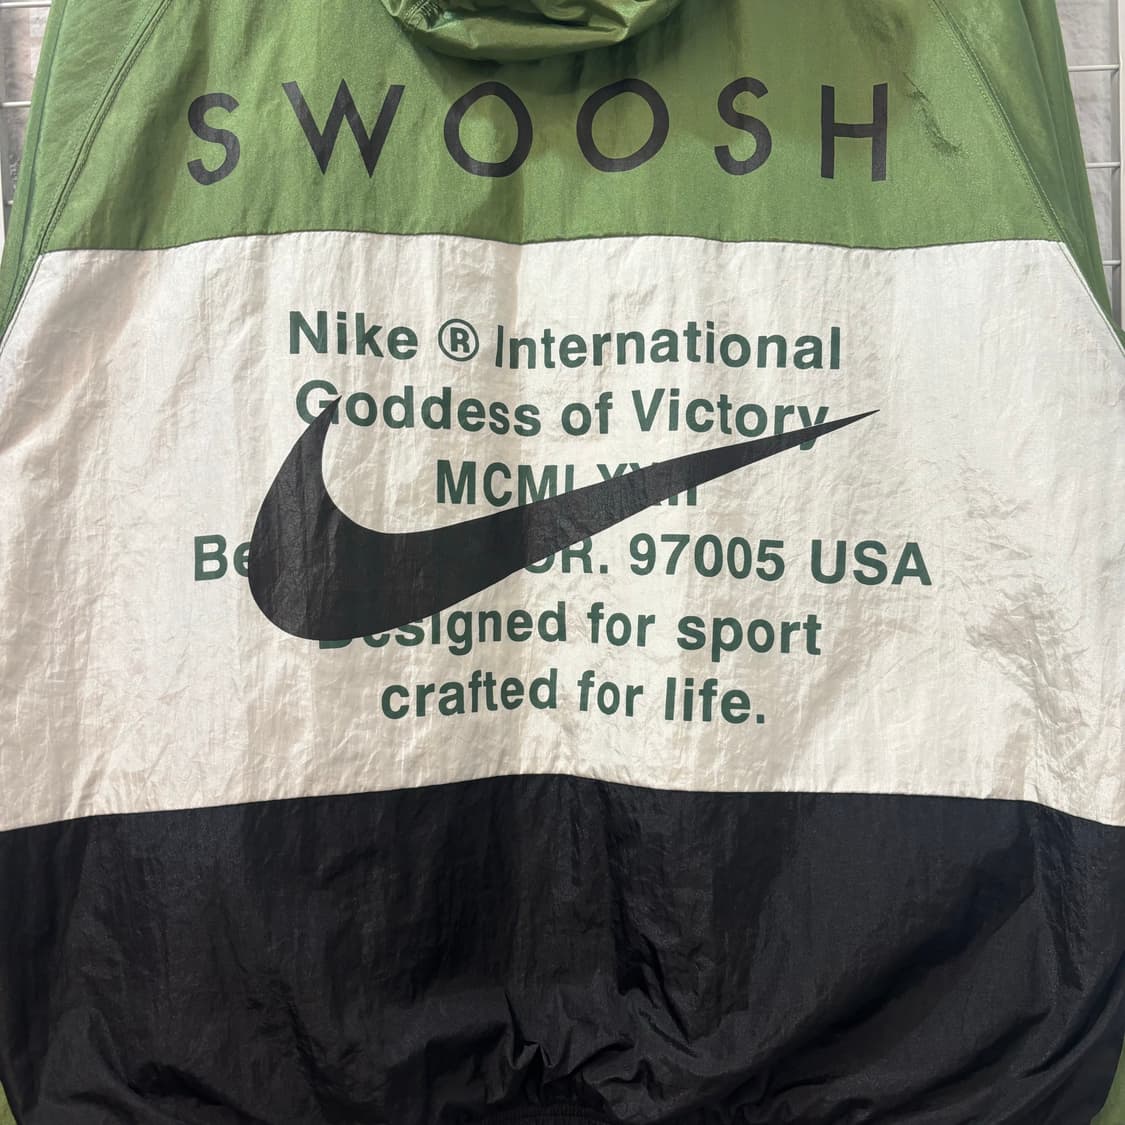 SWOOSH
Nike ® International
Goddess of Victory
OR. 97005 USA
Designed for sport
crafted for life.